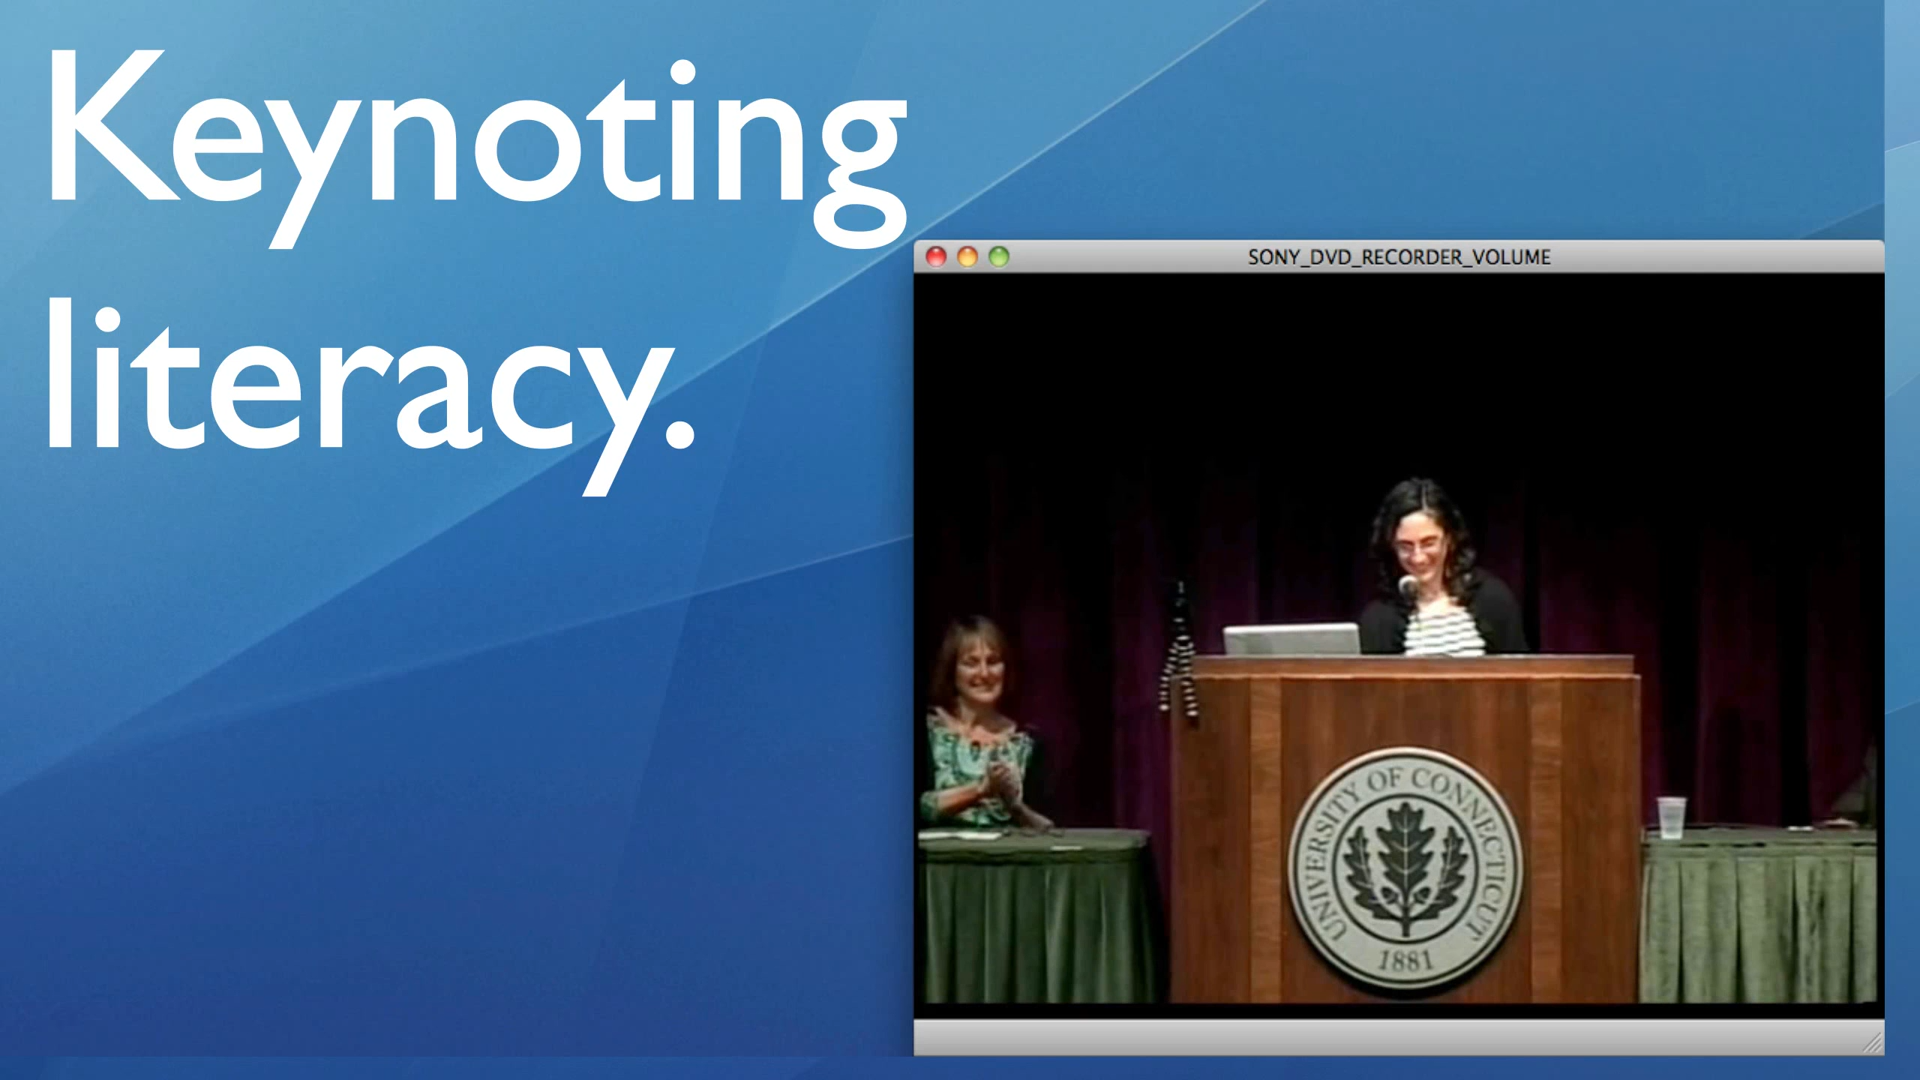 Keynoting
literacy.
SONY_DVD_RECORDER_VOLUME
UNIVERSITY OF CONNECTICUT
1881